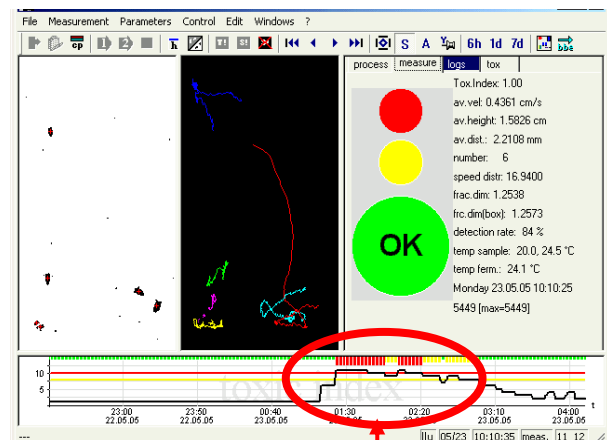 File Measurement Parameters Control Edit Windows ?
cp h S A 6h 1d 7d bbe
process measure logs tox
Tox.Index: 1.00
av.vel: 0.4361 cm/s
av.height: 1.5826 cm
av.dist.: 2.2108 mm
number: 6
speed distr: 16.9400
frac.dim: 1.2538
frc.dim(box): 1.2573
detection rate: 84 %
temp sample: 20.0, 24.5 °C
temp ferm.: 24.1 °C
Monday 23.05.05 10:10:25
5449 [max=5449]
OK
10
5
toxic index
23:00 23:50 00:40 01:30 02:20 03:10 04:00 t
22.05.05 22.05.05 23.05.05 23.05.05 23.05.05 23.05.05 23.05.05
--- llu 05/23 10:10:35 meas. 11 12